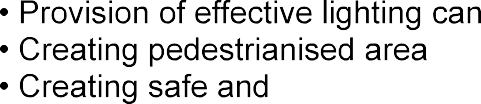 • Provision of effective lighting can
• Creating pedestrianised area
• Creating safe and